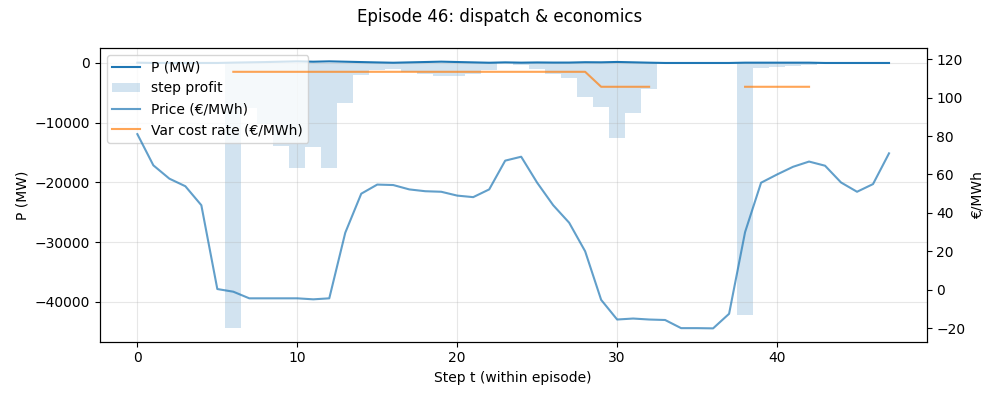 Episode 46: dispatch & economics
P (MW)
step profit
Price (€/MWh)
Var cost rate (€/MWh)
0
−10000
−20000
−30000
−40000
P (MW)
120
100
80
60
40
20
0
−20
€/MWh
0
10
20
30
40
Step t (within episode)